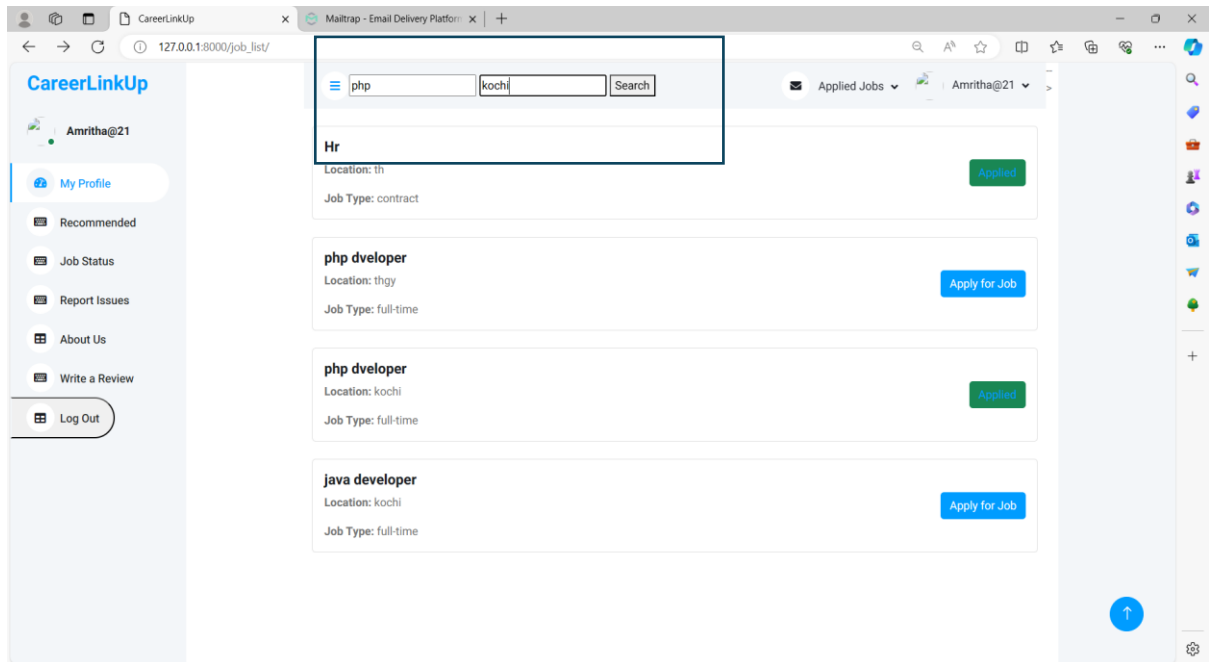 CareerLinkUp
Mailtrap - Email Delivery Platform
127.0.0.1:8000/job_list/
CareerLinkUp
php kochi Search
Applied Jobs Amritha@21
Amritha@21
My Profile
Recommended
Job Status
Report Issues
About Us
Write a Review
Log Out
Hr
Location: th
Job Type: contract
Applied
php dveloper
Location: thgy
Job Type: full-time
Apply for Job
php dveloper
Location: kochi
Job Type: full-time
Applied
java developer
Location: kochi
Job Type: full-time
Apply for Job